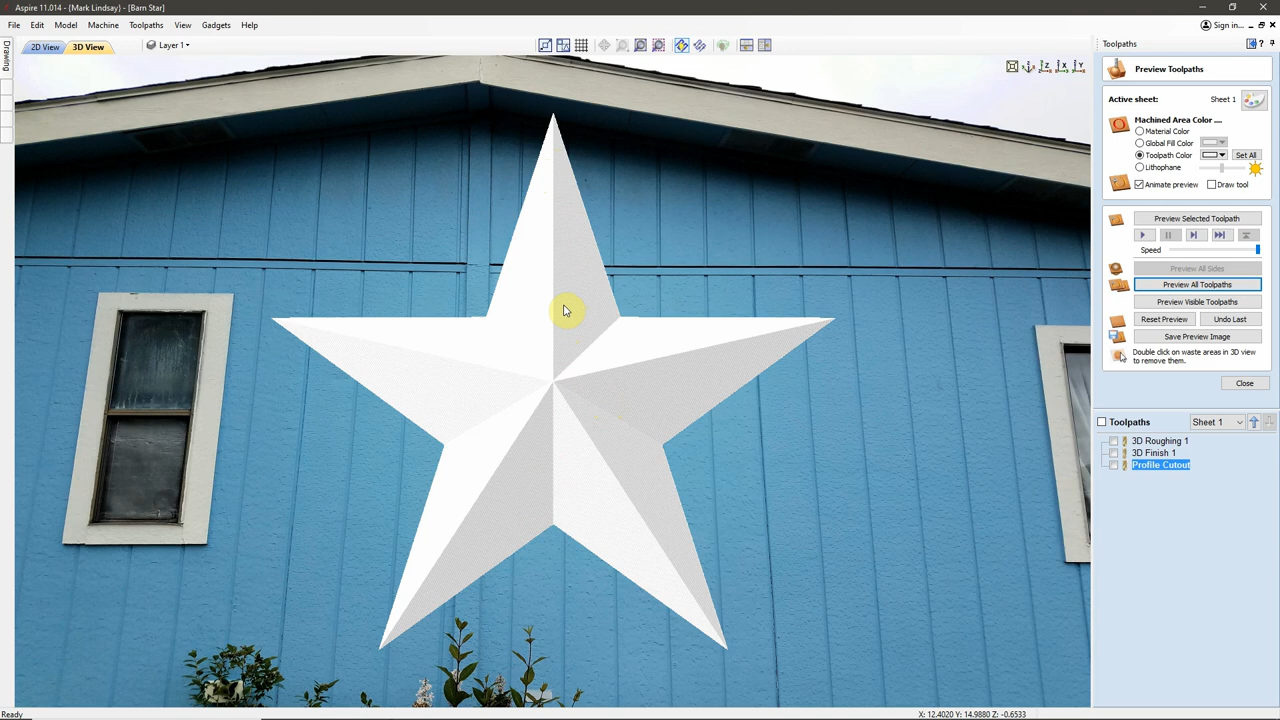 Aspire 11.014 - {Mark Lindsay} - [Barn Star]
File Edit Model Machine Toolpaths View Gadgets Help
Sign in...
2D View 3D View Layer 1
Drawing
Toolpaths
Preview Toolpaths
Active sheet: Sheet 1
Machined Area Color ....
Material Color
Global Fill Color
Toolpath Color Set All
Lithophane
Animate preview Draw tool
Preview Selected Toolpath
Speed
Preview All Sides
Preview All Toolpaths
Preview Visible Toolpaths
Reset Preview Undo Last
Save Preview Image
Double click on waste areas in 3D view
to remove them.
Close
Toolpaths Sheet 1
3D Roughing 1
3D Finish 1
Profile Cutout
Ready X: 12.4020 Y: 14.9880 Z: -0.6533